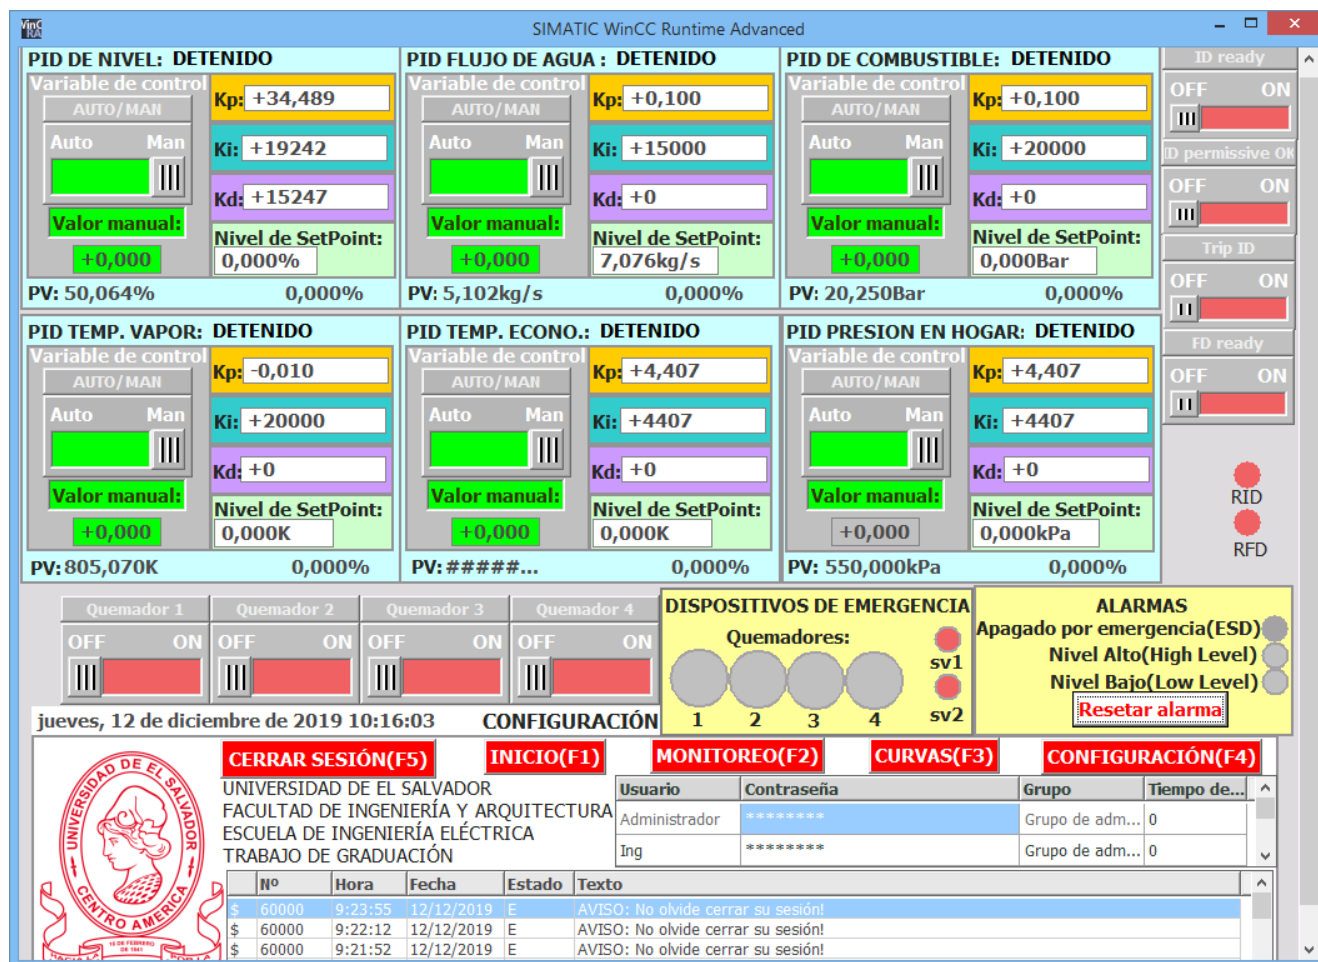 SIMATIC WinCC Runtime Advanced
PID DE NIVEL: DETENIDO
Variable de control
AUTO/MAN
Auto Man
Valor manual:
+0,000
Kp: +34,489
Ki: +19242
Kd: +15247
Nivel de SetPoint:
0,000%
PV: 50,064% 0,000%
PID FLUJO DE AGUA : DETENIDO
Variable de control
AUTO/MAN
Auto Man
Valor manual:
+0,000
Kp: +0,100
Ki: +15000
Kd: +0
Nivel de SetPoint:
7,076kg/s
PV: 5,102kg/s 0,000%
PID DE COMBUSTIBLE: DETENIDO
Variable de control
AUTO/MAN
Auto Man
Valor manual:
+0,000
Kp: +0,100
Ki: +20000
Kd: +0
Nivel de SetPoint:
0,000Bar
PV: 20,250Bar 0,000%
ID ready
OFF ON
ID permissive OK
OFF ON
Trip ID
OFF ON
FD ready
OFF ON
RID
RFD
PID TEMP. VAPOR: DETENIDO
Variable de control
AUTO/MAN
Auto Man
Valor manual:
+0,000
Kp: -0,010
Ki: +20000
Kd: +0
Nivel de SetPoint:
0,000K
PV: 805,070K 0,000%
PID TEMP. ECONO.: DETENIDO
Variable de control
AUTO/MAN
Auto Man
Valor manual:
+0,000
Kp: +4,407
Ki: +4407
Kd: +0
Nivel de SetPoint:
0,000K
PV: #####... 0,000%
PID PRESION EN HOGAR: DETENIDO
Variable de control
AUTO/MAN
Auto Man
Valor manual:
+0,000
Kp: +4,407
Ki: +4407
Kd: +0
Nivel de SetPoint:
0,000kPa
PV: 550,000kPa 0,000%
Quemador 1
OFF ON
Quemador 2
OFF ON
Quemador 3
OFF ON
Quemador 4
OFF ON
DISPOSITIVOS DE EMERGENCIA
Quemadores:
1 2 3 4
sv1
sv2
ALARMAS
Apagado por emergencia(ESD)
Nivel Alto(High Level)
Nivel Bajo(Low Level)
Resetar alarma
jueves, 12 de diciembre de 2019 10:16:03 CONFIGURACIÓN
CERRAR SESIÓN(F5) INICIO(F1) MONITOREO(F2) CURVAS(F3) CONFIGURACIÓN(F4)
UNIVERSIDAD DE EL SALVADOR
CENTRO AMERICA
16 DE FEBRERO
DE 1841
UNIVERSIDAD DE EL SALVADOR
FACULTAD DE INGENIERÍA Y ARQUITECTURA
ESCUELA DE INGENIERÍA ELÉCTRICA
TRABAJO DE GRADUACIÓN
Usuario Contraseña Grupo Tiempo de...
Administrador ******** Grupo de adm... 0
Ing ******** Grupo de adm... 0
Nº Hora Fecha Estado Texto
$ 60000 9:23:55 12/12/2019 E AVISO: No olvide cerrar su sesión!
$ 60000 9:22:12 12/12/2019 E AVISO: No olvide cerrar su sesión!
$ 60000 9:21:52 12/12/2019 E AVISO: No olvide cerrar su sesión!